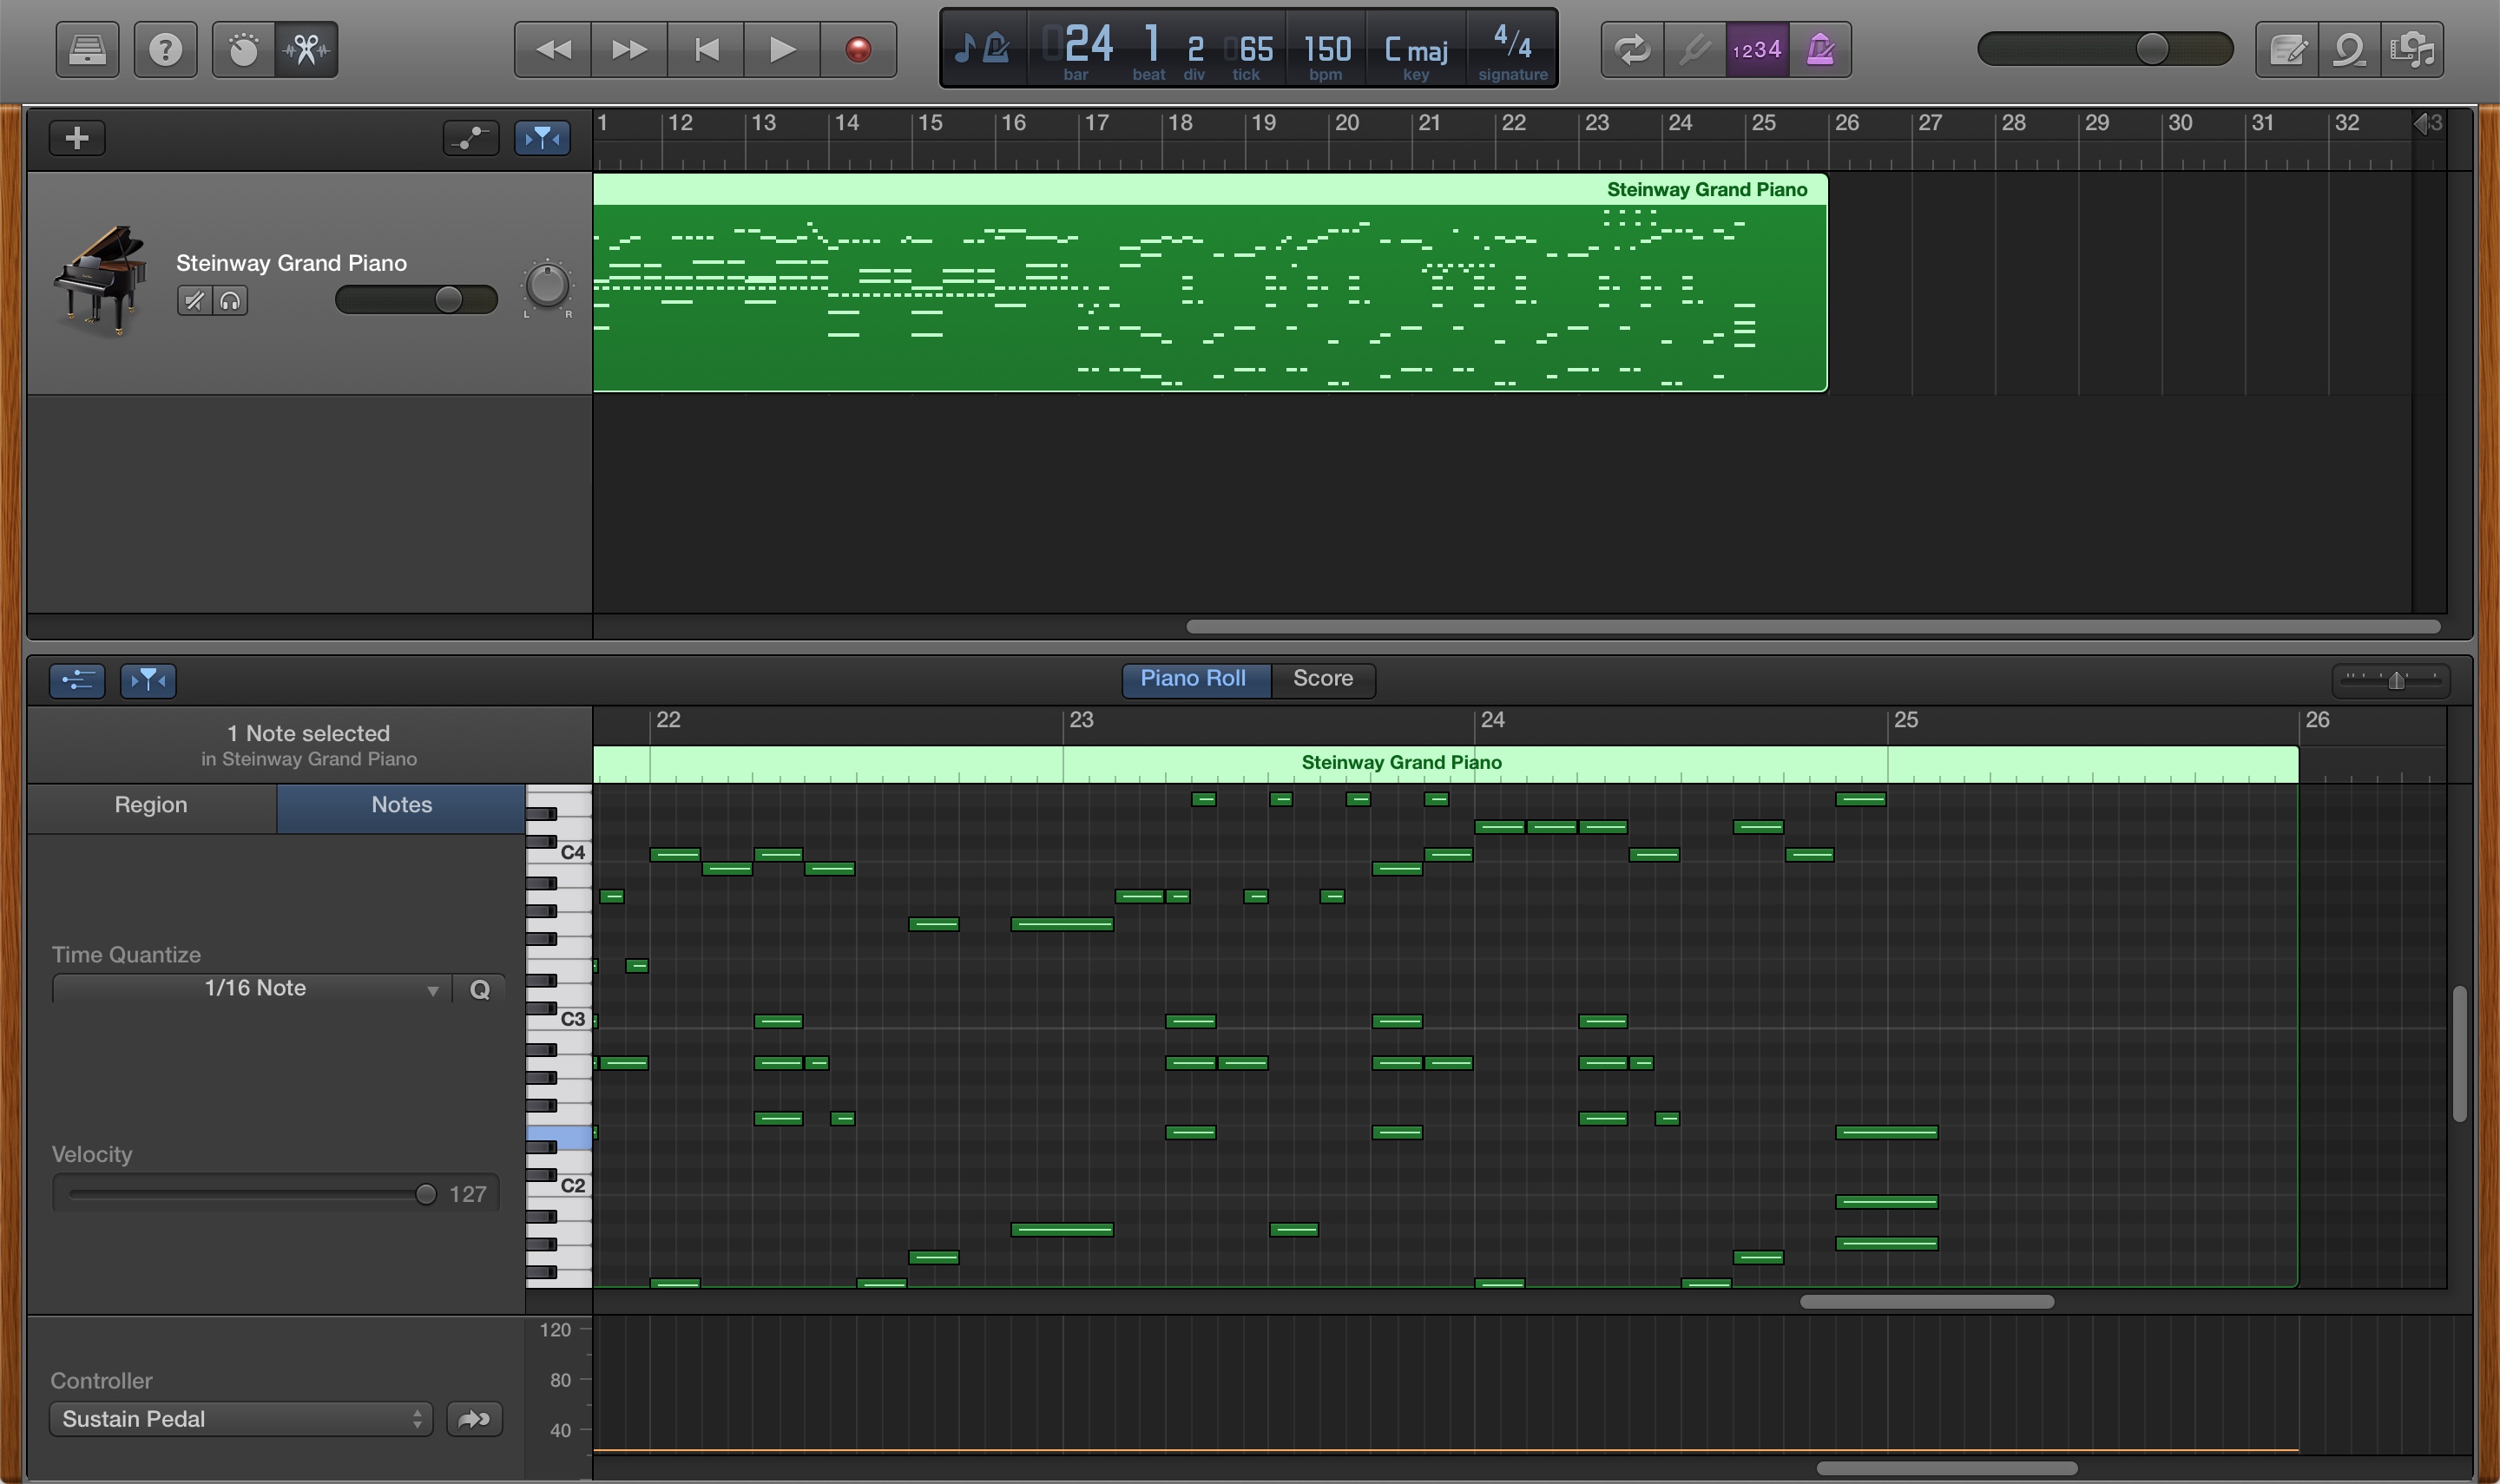 ?
024 1 2 065 150 C maj 4/4
bar beat div tick bpm key signature
1234
1 12 13 14 15 16 17 18 19 20 21 22 23 24 25 26 27 28 29 30 31 32 3
Steinway Grand Piano
Steinway Grand Piano
L R
Piano Roll Score
22 23 24 25 26
1 Note selected
in Steinway Grand Piano
Steinway Grand Piano
Region Notes
C4
Time Quantize
1/16 Note Q
C3
Velocity
127
C2
120
80
40
Controller
Sustain Pedal